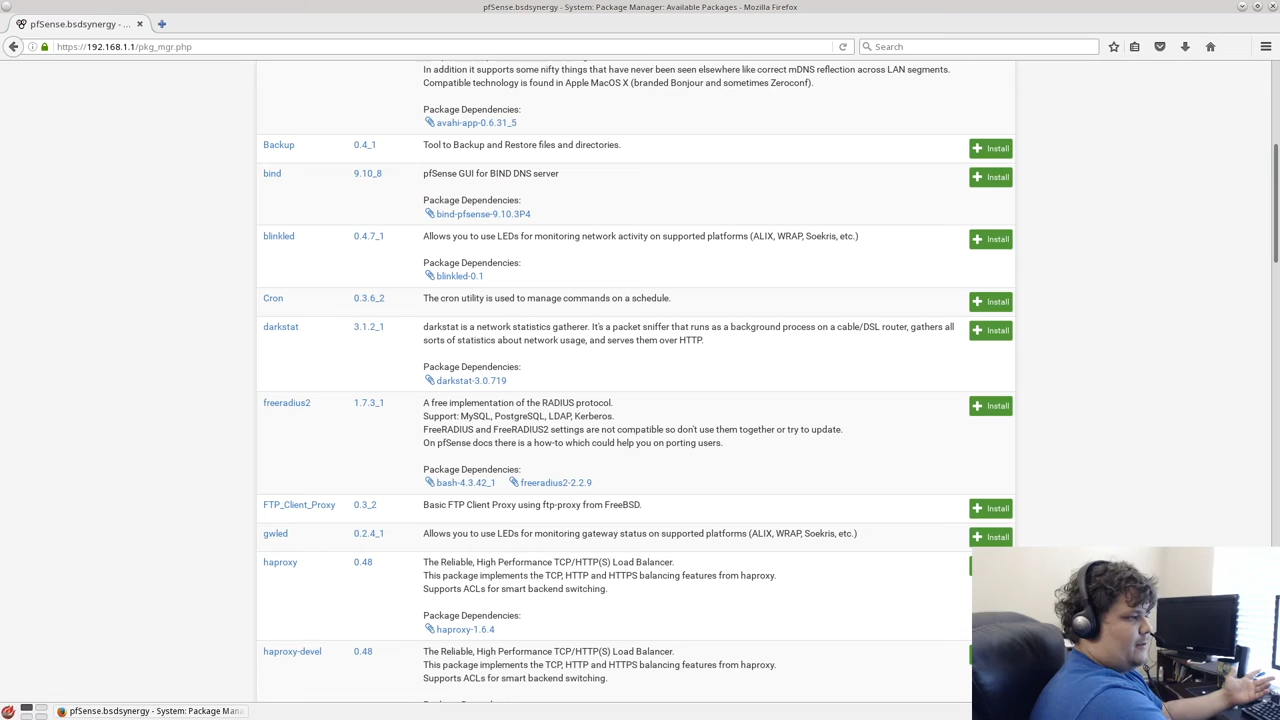 pfSense.bsdsynergy - System: Package Manager: Available Packages - Mozilla Firefox
pfSense.bsdsynergy - ...
https://192.168.1.1/pkg_mgr.php
Search
In addition it supports some nifty things that have never been seen elsewhere like correct mDNS reflection across LAN segments.
Compatible technology is found in Apple MacOS X (branded Bonjour and sometimes Zeroconf).
Package Dependencies:
avahi-app-0.6.31_5
Backup 0.4_1 Tool to Backup and Restore files and directories. Install
bind 9.10_8 pfSense GUI for BIND DNS server Install
Package Dependencies:
bind-pfsense-9.10.3P4
blinkled 0.4.7_1 Allows you to use LEDs for monitoring network activity on supported platforms (ALIX, WRAP, Soekris, etc.) Install
Package Dependencies:
blinkled-0.1
Cron 0.3.6_2 The cron utility is used to manage commands on a schedule. Install
darkstat 3.1.2_1 darkstat is a network statistics gatherer. It's a packet sniffer that runs as a background process on a cable/DSL router, gathers all Install
sorts of statistics about network usage, and serves them over HTTP.
Package Dependencies:
darkstat-3.0.719
freeradius2 1.7.3_1 A free implementation of the RADIUS protocol. Install
Support: MySQL, PostgreSQL, LDAP, Kerberos.
FreeRADIUS and FreeRADIUS2 settings are not compatible so don't use them together or try to update.
On pfSense docs there is a how-to which could help you on porting users.
Package Dependencies:
bash-4.3.42_1 freeradius2-2.2.9
FTP_Client_Proxy 0.3_2 Basic FTP Client Proxy using ftp-proxy from FreeBSD. Install
gwled 0.2.4_1 Allows you to use LEDs for monitoring gateway status on supported platforms (ALIX, WRAP, Soekris, etc.) Install
haproxy 0.48 The Reliable, High Performance TCP/HTTP(S) Load Balancer.
This package implements the TCP, HTTP and HTTPS balancing features from haproxy.
Supports ACLs for smart backend switching.
Package Dependencies:
haproxy-1.6.4
haproxy-devel 0.48 The Reliable, High Performance TCP/HTTP(S) Load Balancer.
This package implements the TCP, HTTP and HTTPS balancing features from haproxy.
Supports ACLs for smart backend switching.
pfSense.bsdsynergy - System: Package Mana